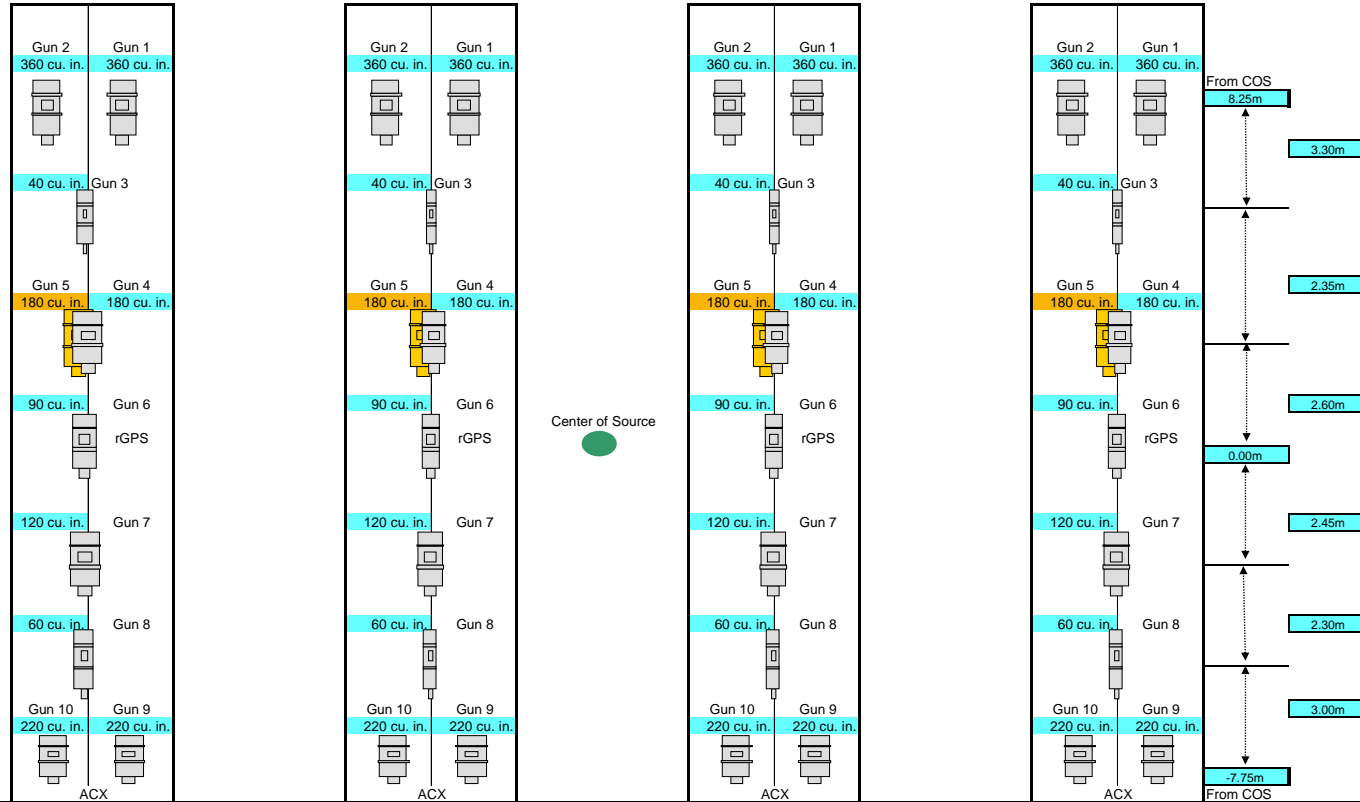 Gun 2 Gun 1 Gun 2 Gun 1 Gun 2 Gun 1 Gun 2 Gun 1
360 cu. in. 360 cu. in. 360 cu. in. 360 cu. in. 360 cu. in. 360 cu. in. 360 cu. in. 360 cu. in.
From COS
8.25m
3.30m
40 cu. in. Gun 3 40 cu. in. Gun 3 40 cu. in. Gun 3 40 cu. in. Gun 3
Gun 5 Gun 4 Gun 5 Gun 4 Gun 5 Gun 4 Gun 5 Gun 4
2.35m
180 cu. in. 180 cu. in. 180 cu. in. 180 cu. in. 180 cu. in. 180 cu. in. 180 cu. in. 180 cu. in.
90 cu. in. Gun 6 90 cu. in. Gun 6 90 cu. in. Gun 6 90 cu. in. Gun 6
2.60m
Center of Source
rGPS rGPS rGPS rGPS
0.00m
120 cu. in. Gun 7 120 cu. in. Gun 7 120 cu. in. Gun 7 120 cu. in. Gun 7
2.45m
60 cu. in. Gun 8 60 cu. in. Gun 8 60 cu. in. Gun 8 60 cu. in. Gun 8
2.30m
Gun 10 Gun 9 Gun 10 Gun 9 Gun 10 Gun 9 Gun 10 Gun 9
3.00m
220 cu. in. 220 cu. in. 220 cu. in. 220 cu. in. 220 cu. in. 220 cu. in. 220 cu. in. 220 cu. in.
-7.75m
ACX ACX ACX ACX From COS